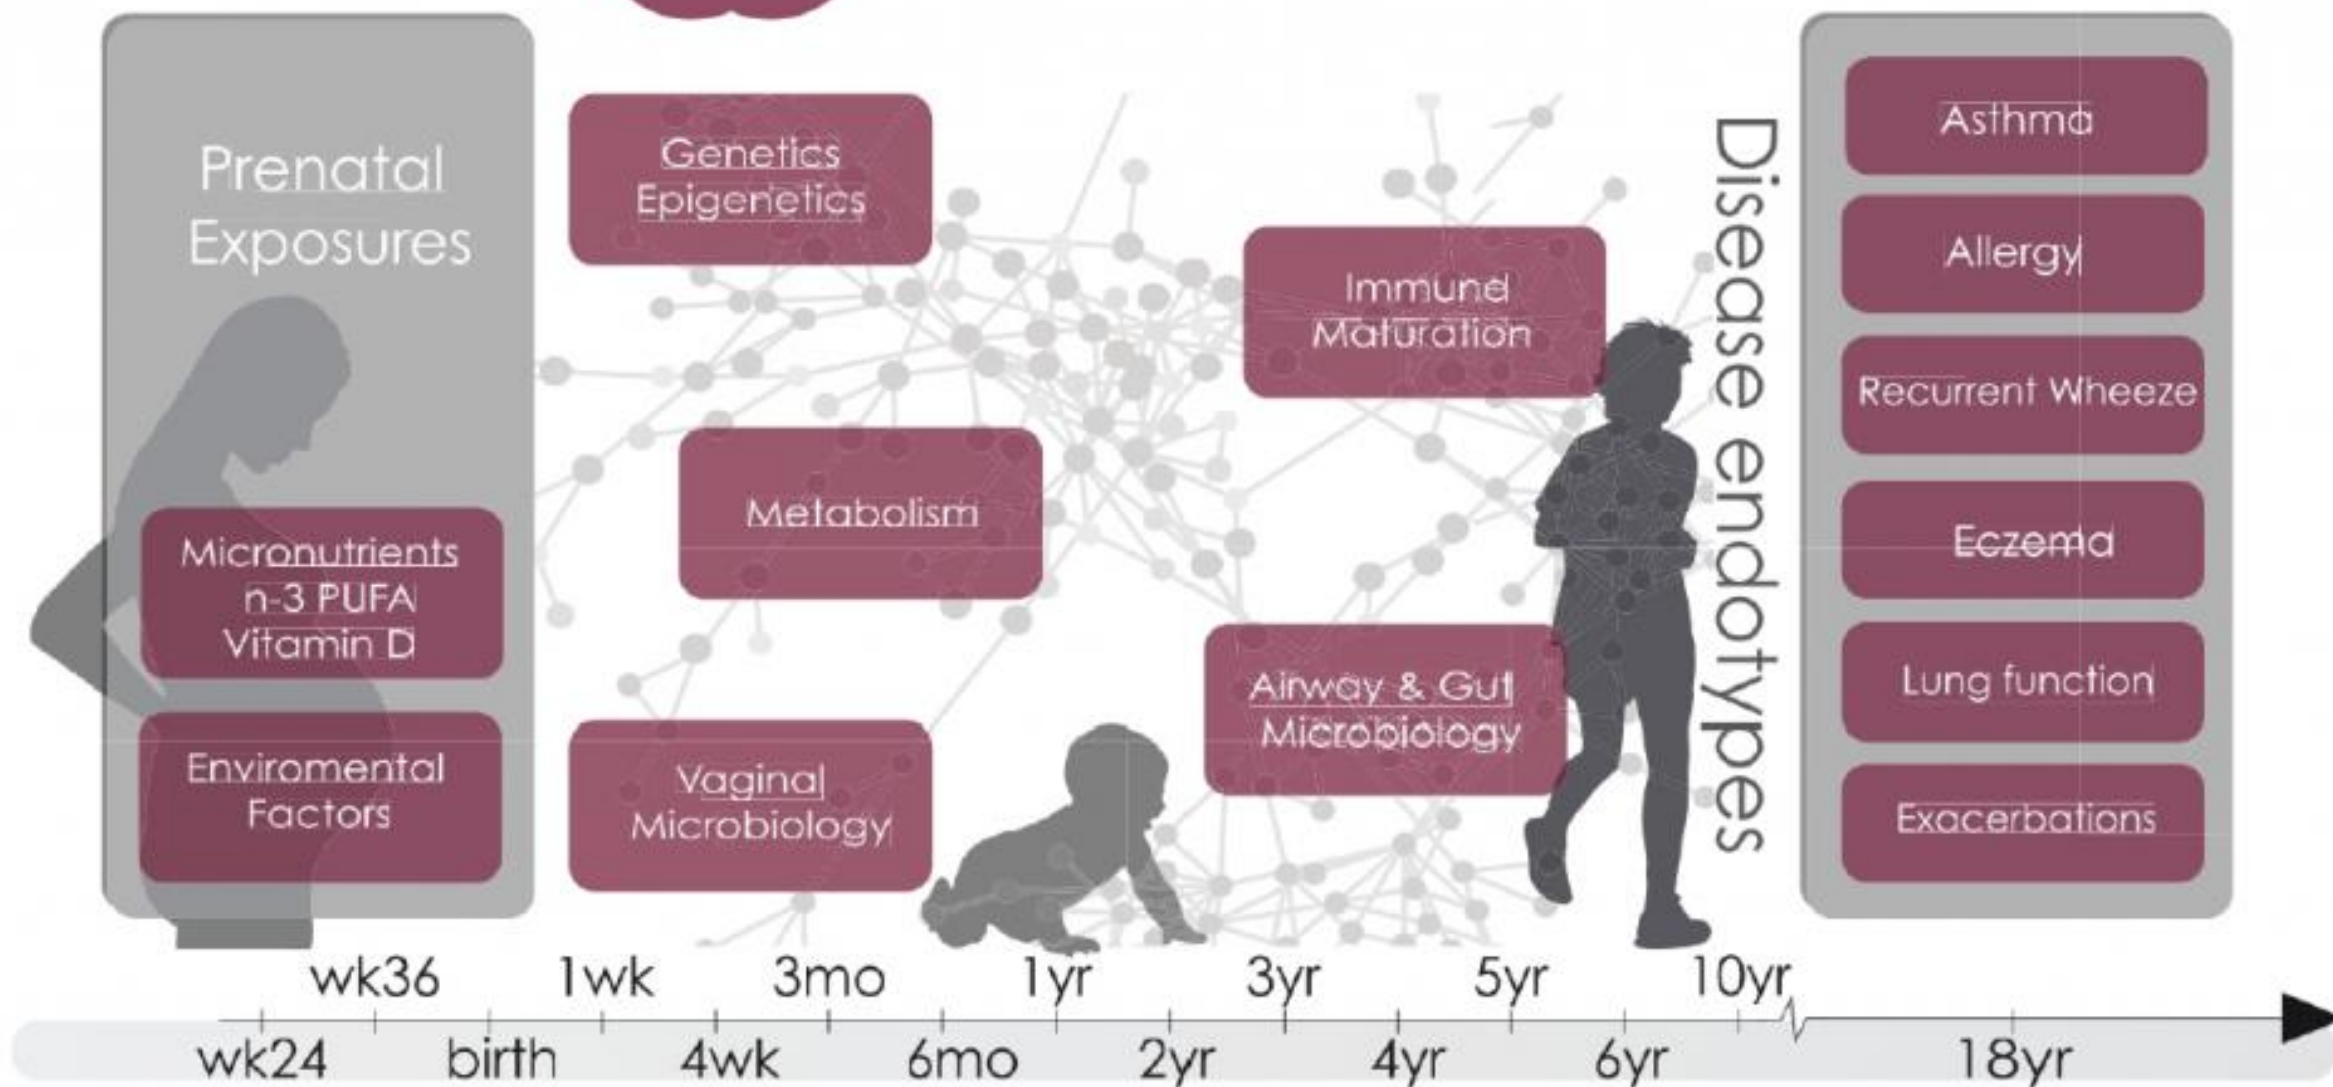 Prenatal
Exposures
Micronutrients
n-3 PUFA
Vitamin D
Enviromental
Factors
Genetics
Epigenetics
Metabolism
Vaginal
Microbiology
Immune
Maturation
Airway & Gut
Microbiology
Disease endotypes
Asthma
Allergy
Recurrent Wheeze
Eczema
Lung function
Exacerbations
wk36 1wk 3mo 1yr 3yr 5yr 10yr
wk24 birth 4wk 6mo 2yr 4yr 6yr 18yr